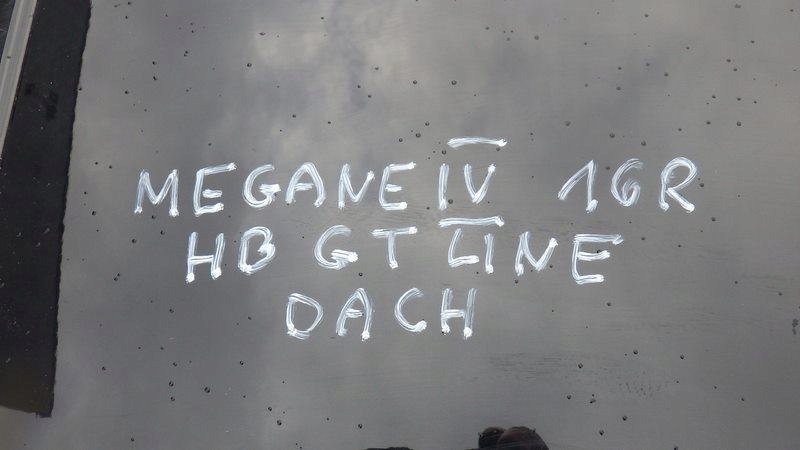 MEGANE IV 16R
HB GT LINE
DACH